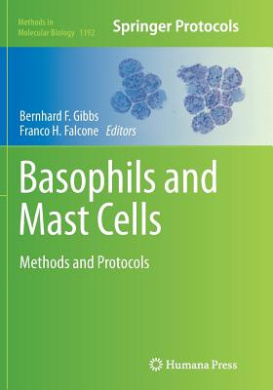 Methods in
Molecular Biology 1192
Springer Protocols
Bernhard F. Gibbs
Franco H. Falcone Editors
Basophils and
Mast Cells
Methods and Protocols
Humana Press